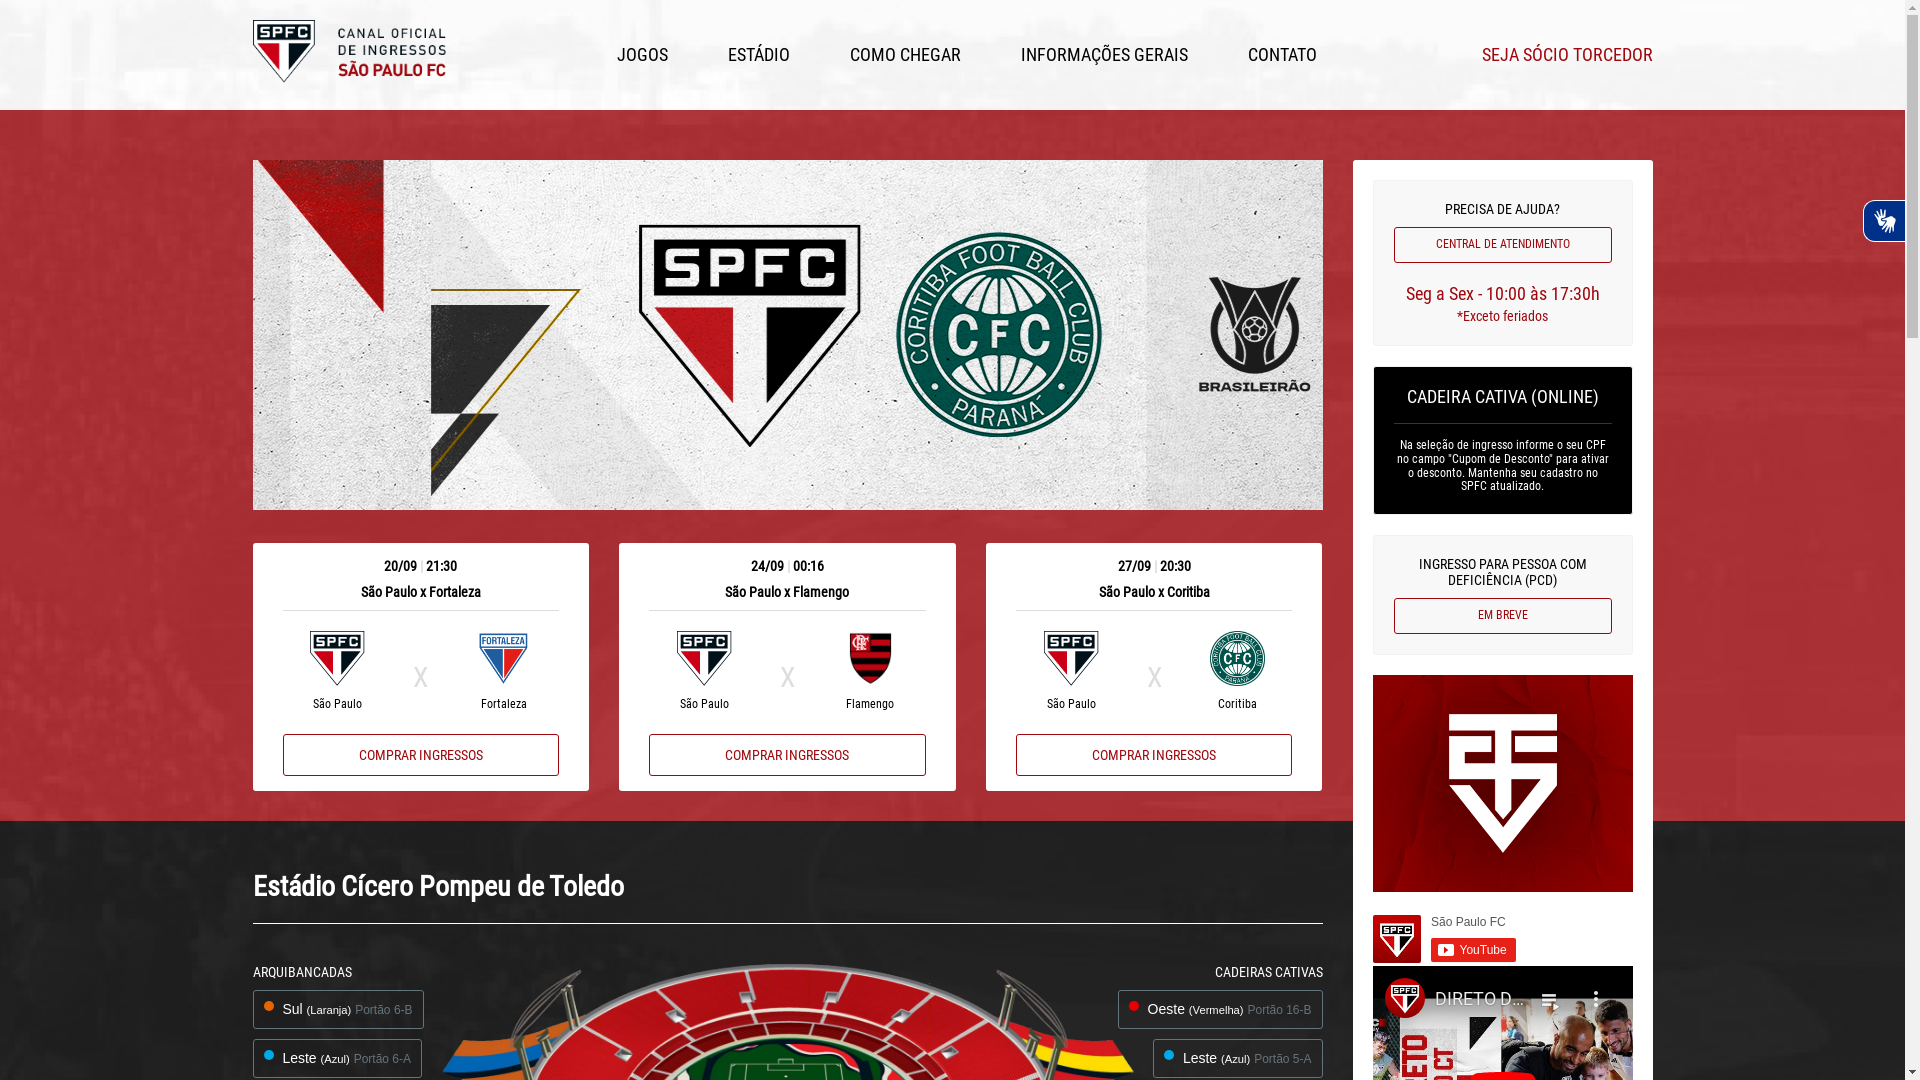 SPFC
CANAL OFICIAL
DE INGRESSOS
SÃO PAULO FC
JOGOS
ESTÁDIO
COMO CHEGAR
INFORMAÇÕES GERAIS
CONTATO
SEJA SÓCIO TORCEDOR
SPFC
CORITIBA FOOT BALL CLUB
CFC
PARANÁ
BRASILEIRÃO
PRECISA DE AJUDA?
CENTRAL DE ATENDIMENTO
Seg a Sex - 10:00 às 17:30h
*Exceto feriados
CADEIRA CATIVA (ONLINE)
Na seleção de ingresso informe o seu CPF
no campo "Cupom de Desconto" para ativar
o desconto. Mantenha seu cadastro no
SPFC atualizado.
INGRESSO PARA PESSOA COM
DEFICIÊNCIA (PCD)
EM BREVE
20/09 | 21:30
São Paulo x Fortaleza
SPFC
X
FORTALEZA
São Paulo
Fortaleza
COMPRAR INGRESSOS
24/09 | 00:16
São Paulo x Flamengo
SPFC
X
São Paulo
Flamengo
COMPRAR INGRESSOS
27/09 | 20:30
São Paulo x Coritiba
SPFC
X
CORITIBA FOOT BALL CLUB
CFC
PARANÁ
São Paulo
Coritiba
COMPRAR INGRESSOS
Estádio Cícero Pompeu de Toledo
ARQUIBANCADAS
Sul (Laranja) Portão 6-B
Leste (Azul) Portão 6-A
CADEIRAS CATIVAS
Oeste (Vermelha) Portão 16-B
Leste (Azul) Portão 5-A
SPFC
São Paulo FC
YouTube
SPFC
DIRETO D...